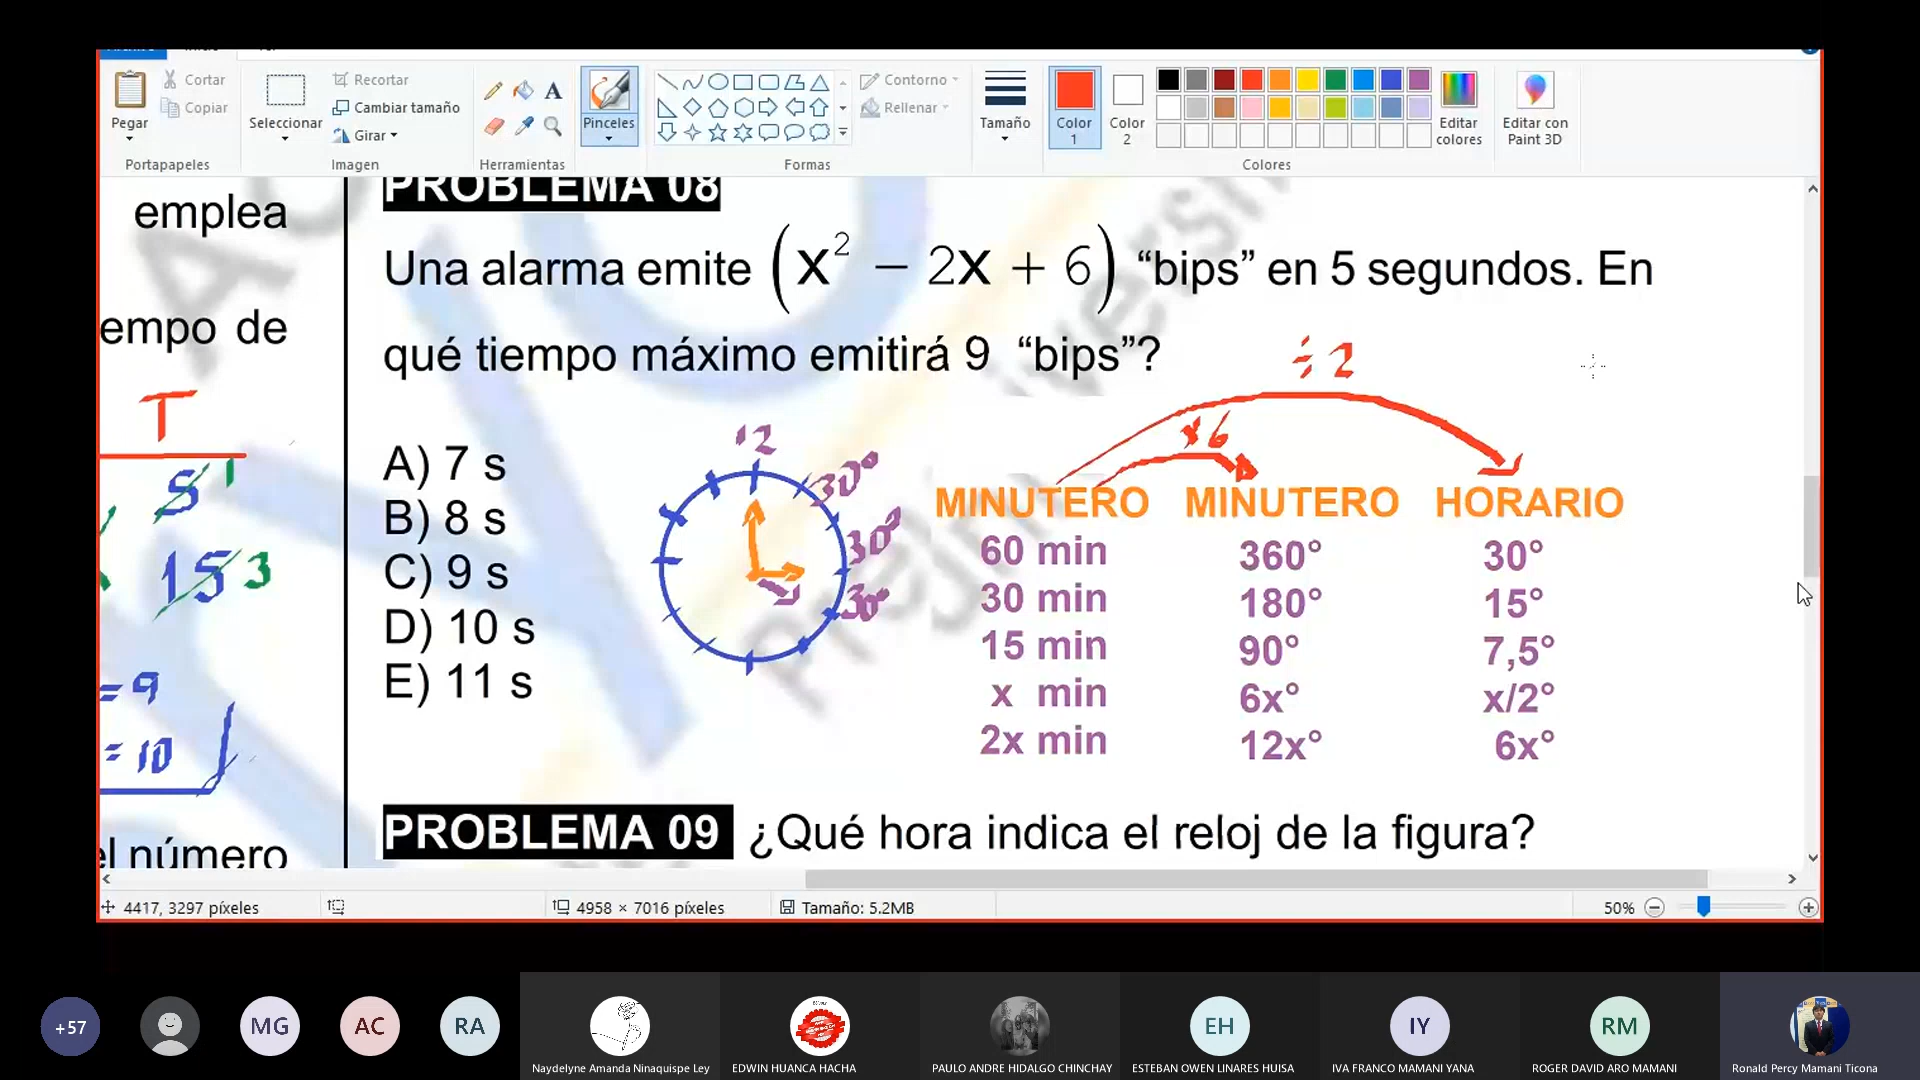 Pegar
Cortar
Copiar
Portapapeles
Seleccionar
Recortar
Cambiar tamaño
Girar
Imagen
A
Herramientas
Pinceles
Formas
Contorno
Rellenar
Tamaño
Color 1
Color 2
Colores
Editar colores
Editar con Paint 3D
emplea
empo de
T
5 1
15 3
= 9
= 10
el número
PROBLEMA 08
Una alarma emite (x² − 2x + 6) “bips” en 5 segundos. En
qué tiempo máximo emitirá 9 “bips”?
A) 7 s
B) 8 s
C) 9 s
D) 10 s
E) 11 s
12
30°
30°
30°
÷ 2
x6
MINUTERO MINUTERO HORARIO
60 min 360° 30°
30 min 180° 15°
15 min 90° 7,5°
x min 6x° x/2°
2x min 12x° 6x°
PROBLEMA 09 ¿Qué hora indica el reloj de la figura?
4417, 3297 píxeles
4958 × 7016 píxeles
Tamaño: 5.2MB
50%
+57
MG
AC
RA
Naydelyne Amanda Ninaquispe Ley
EDWIN HUANCA HACHA
PAULO ANDRE HIDALGO CHINCHAY
EH
ESTEBAN OWEN LINARES HUISA
IY
IVA FRANCO MAMANI YANA
RM
ROGER DAVID ARO MAMANI
Ronald Percy Mamani Ticona